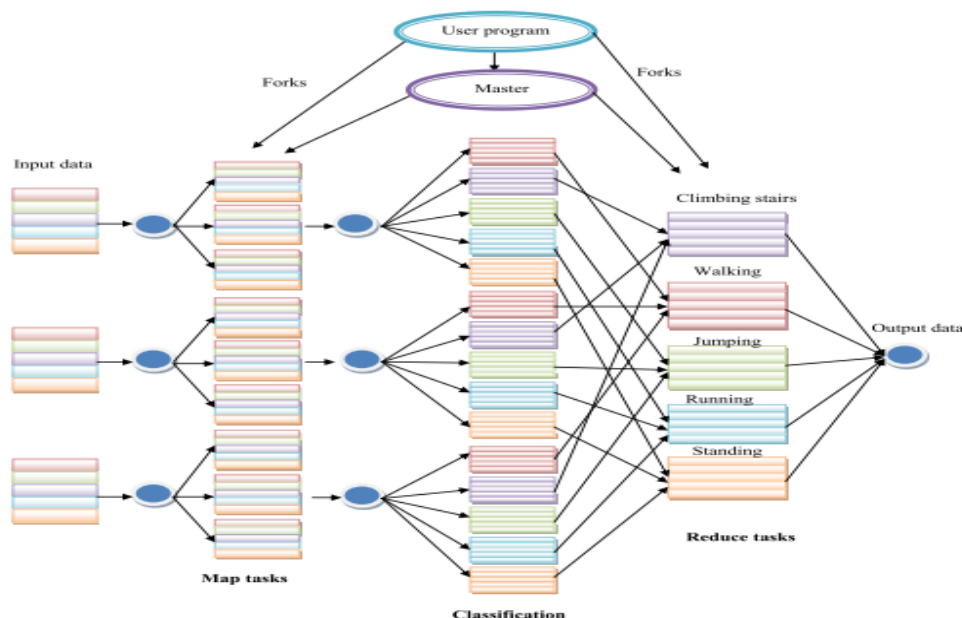 User program
Forks
Forks
Master
Input data
Climbing stairs
Walking
Output data
Jumping
Running
Standing
Reduce tasks
Map tasks
Classification